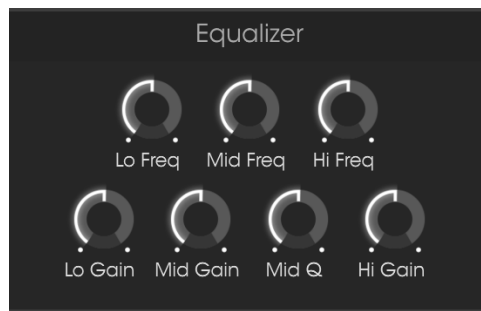 Equalizer
Lo Freq Mid Freq Hi Freq
Lo Gain Mid Gain Mid Q Hi Gain